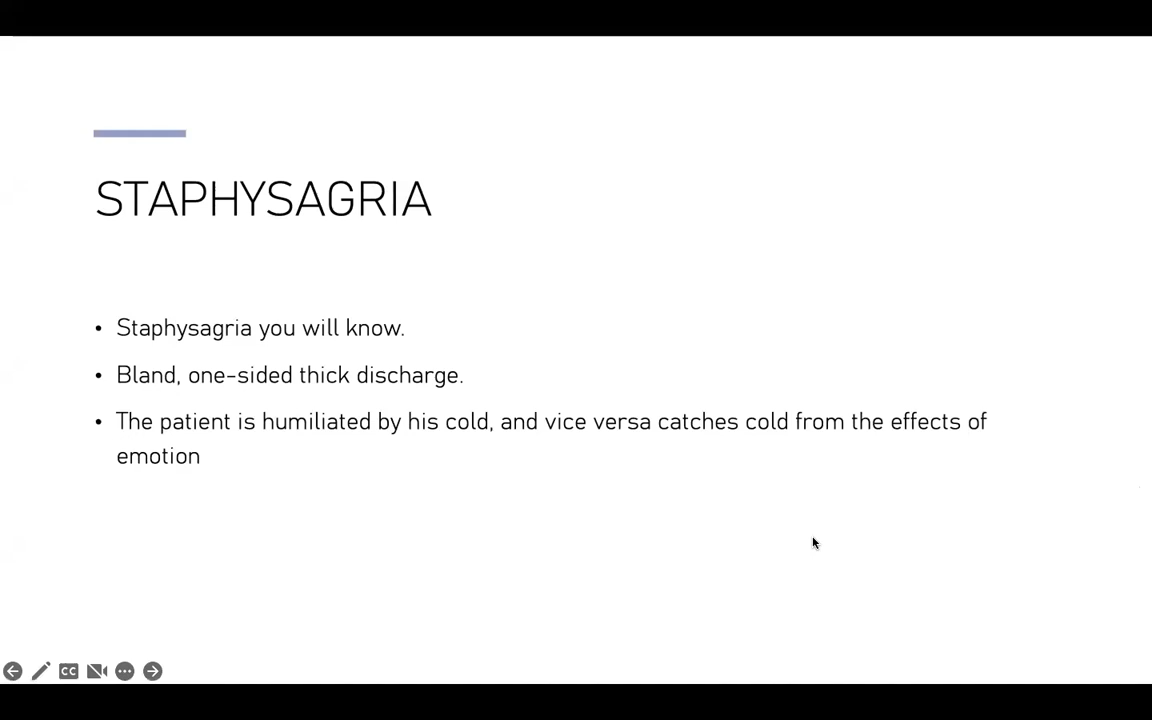 STAPHYSAGRIA
• Staphysagria you will know.
• Bland, one-sided thick discharge.
• The patient is humiliated by his cold, and vice versa catches cold from the effects of
emotion
CC